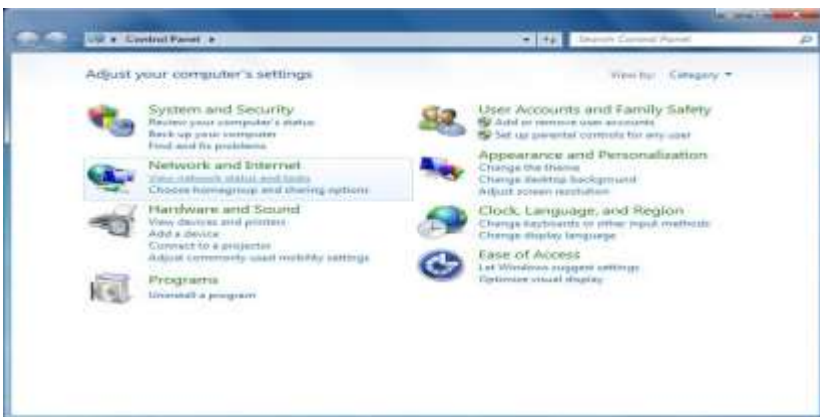 Control Panel
Search Control Panel
Adjust your computer's settings
View by: Category
System and Security
Review your computer's status
Back up your computer
Find and fix problems
Network and Internet
View network status and tasks
Choose homegroup and sharing options
Hardware and Sound
View devices and printers
Add a device
Connect to a projector
Adjust commonly used mobility settings
Programs
Uninstall a program
User Accounts and Family Safety
Add or remove user accounts
Set up parental controls for any user
Appearance and Personalization
Change the theme
Change desktop background
Adjust screen resolution
Clock, Language, and Region
Change keyboards or other input methods
Change display language
Ease of Access
Let Windows suggest settings
Optimize visual display